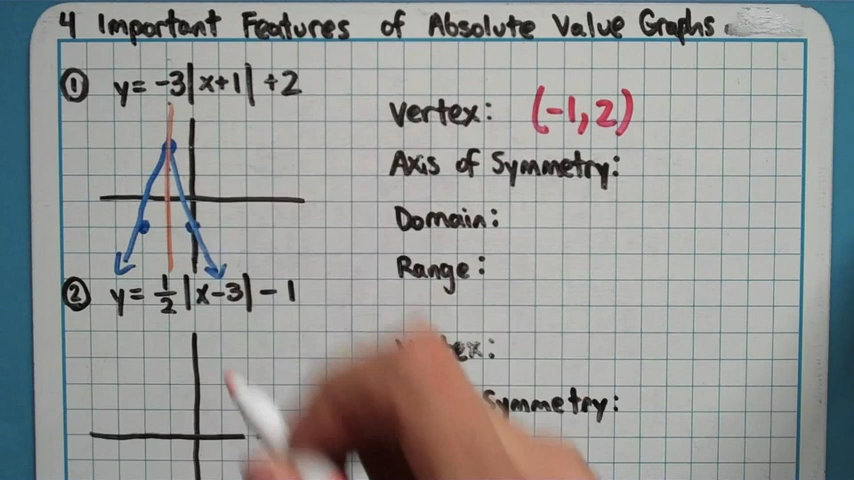 4 Important Features of Absolute Value Graphs
① y = -3|x+1| +2
Vertex: (-1, 2)
Axis of Symmetry:
Domain:
Range:
② y = 1/2 |x-3| - 1
Symmetry: